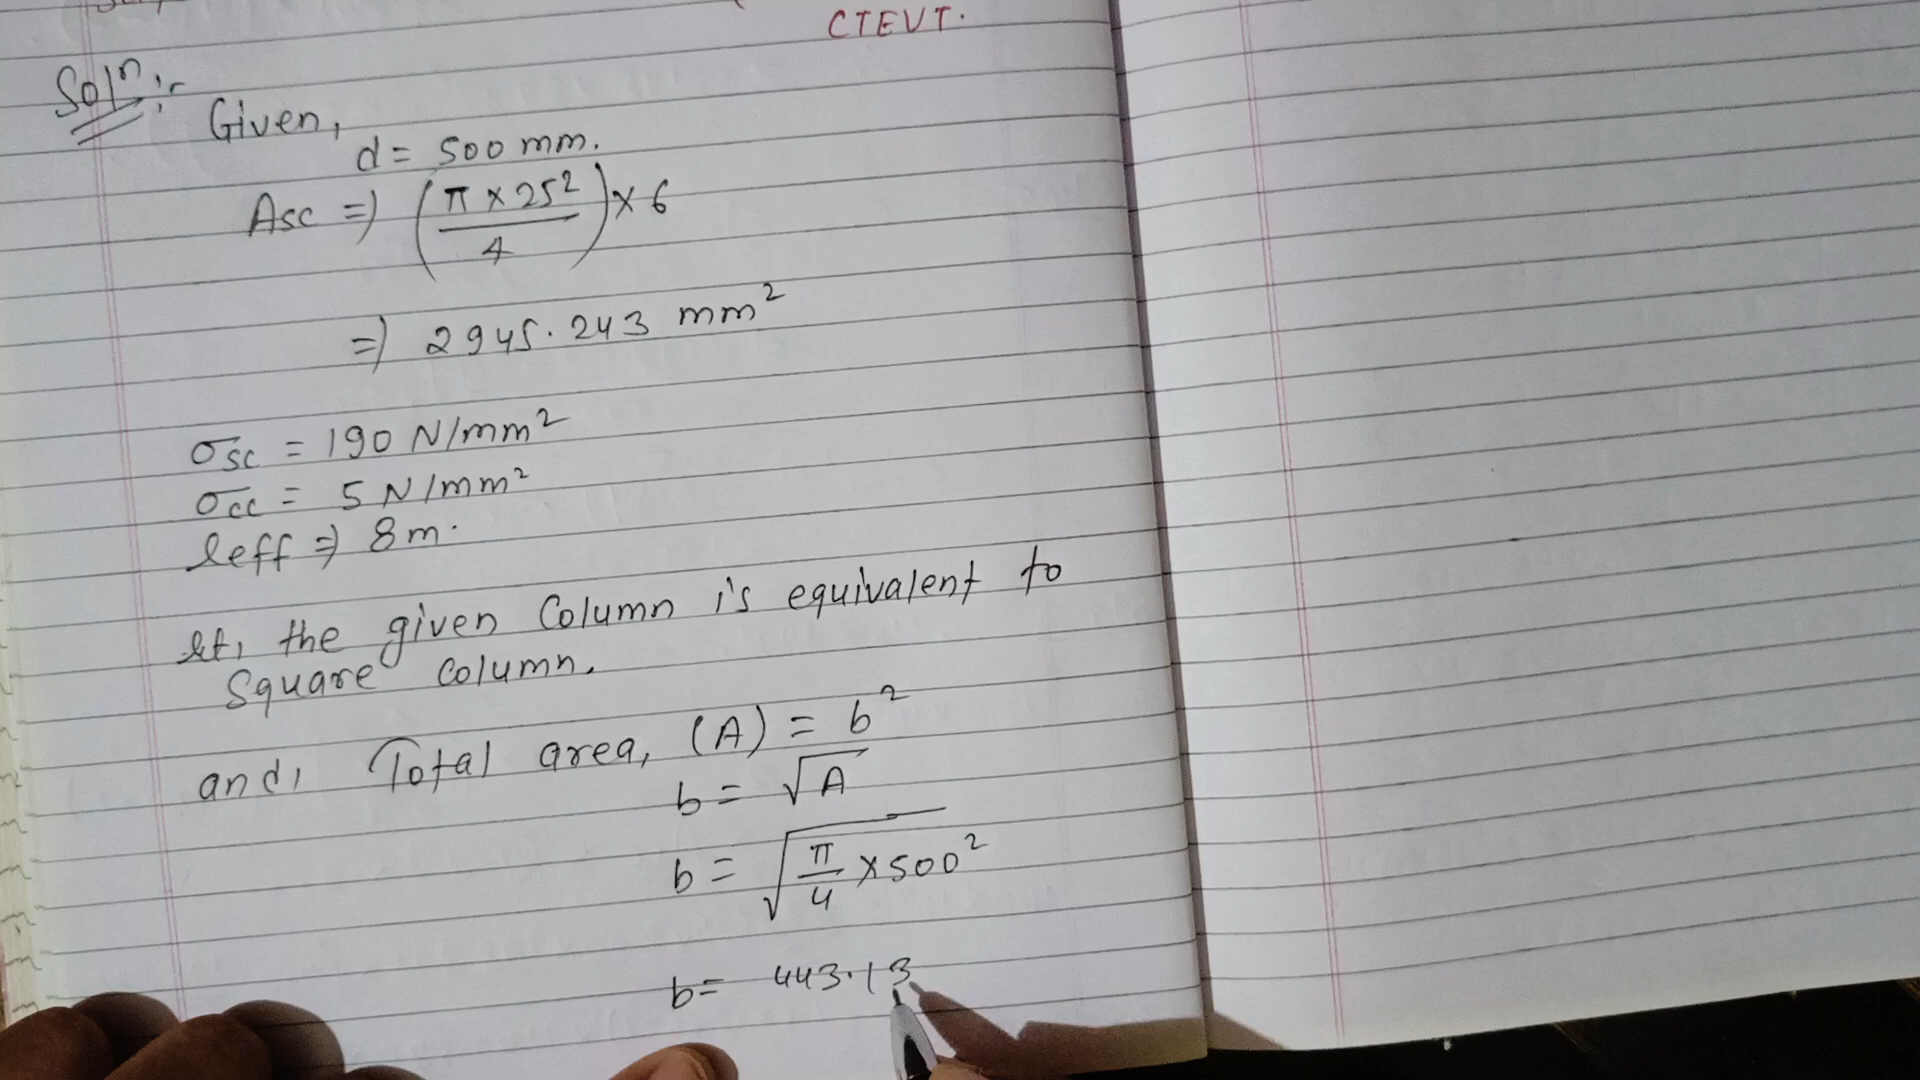 CTEVT.
Soln:-
Given,
d = 500 mm.
Asc => (π × 25²/4) × 6
=> 2945.243 mm²
σsc = 190 N/mm²
σcc = 5 N/mm²
leff => 8m.
let, the given Column is equivalent to
Square column.
and, Total area, (A) = b²
b = √A
b = √(π/4 × 500²)
b = 443.13